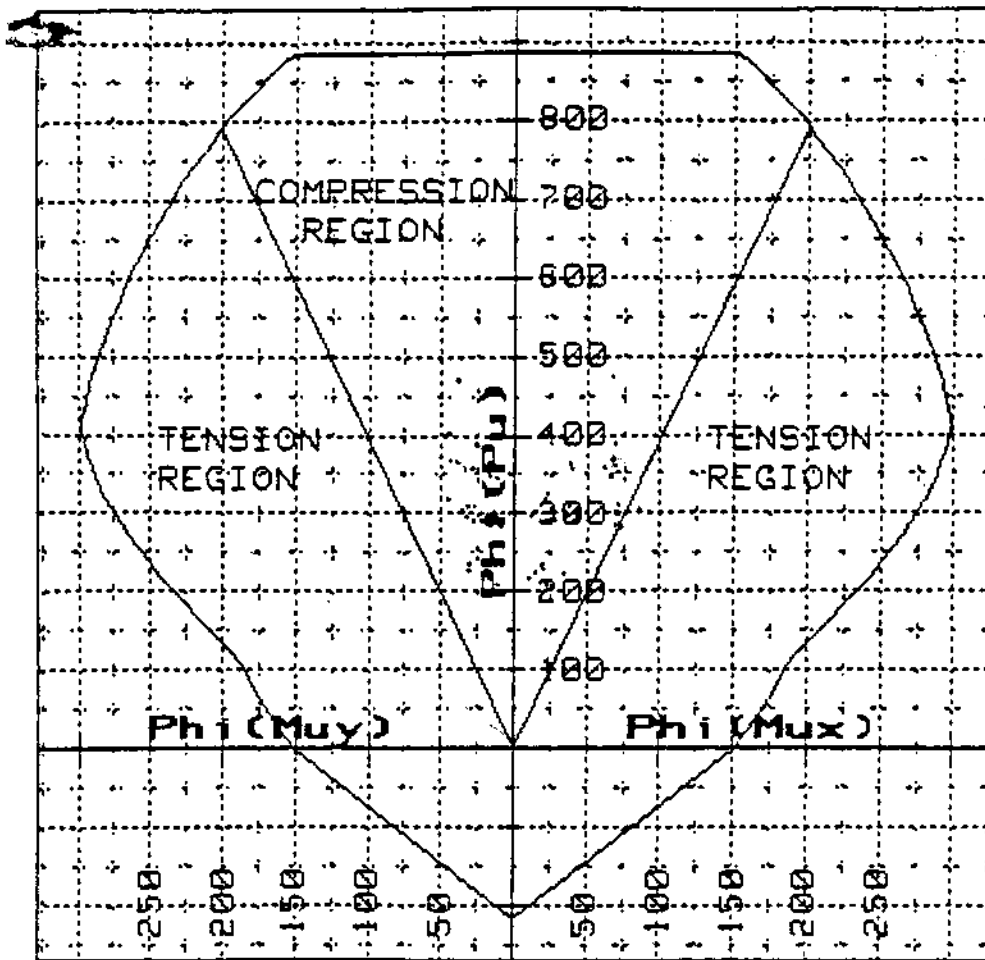 800
COMPRESSION
700
REGION
600
500
Phi(Pu)
TENSION
400
TENSION
REGION
REGION
300
200
100
Phi(Muy)
Phi(Mux)
250
200
150
100
50
50
100
150
200
250